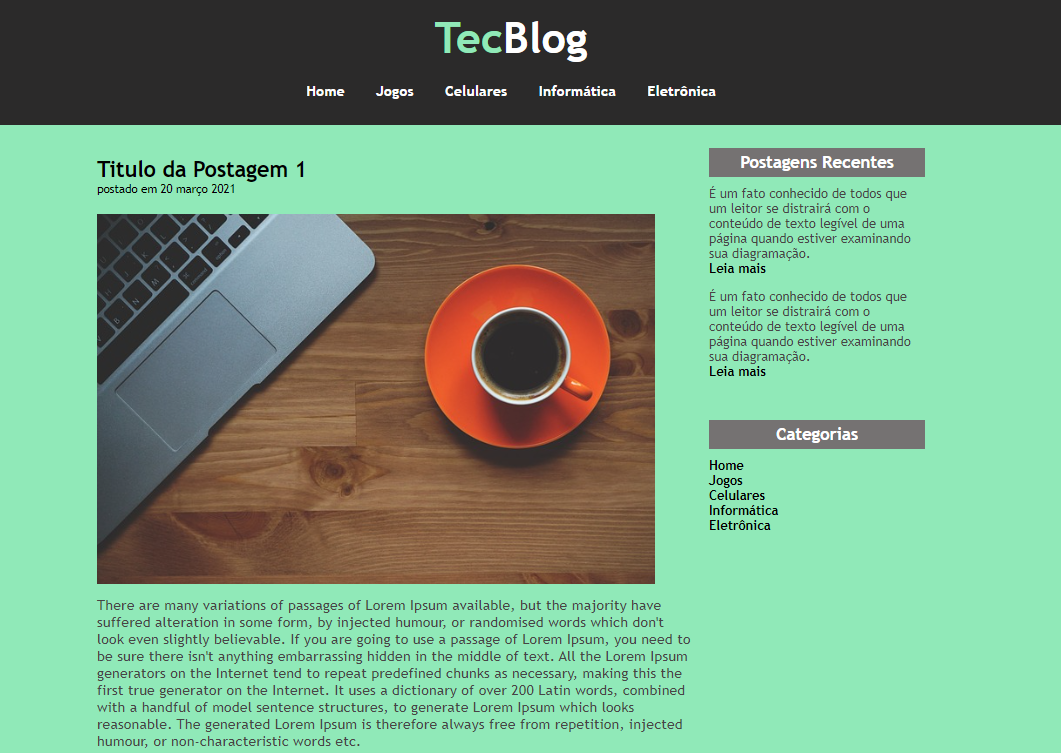 TecBlog
Home Jogos Celulares Informática Eletrônica
Titulo da Postagem 1
postado em 20 março 2021
There are many variations of passages of Lorem Ipsum available, but the majority have
suffered alteration in some form, by injected humour, or randomised words which don't
look even slightly believable. If you are going to use a passage of Lorem Ipsum, you need to
be sure there isn't anything embarrassing hidden in the middle of text. All the Lorem Ipsum
generators on the Internet tend to repeat predefined chunks as necessary, making this the
first true generator on the Internet. It uses a dictionary of over 200 Latin words, combined
with a handful of model sentence structures, to generate Lorem Ipsum which looks
reasonable. The generated Lorem Ipsum is therefore always free from repetition, injected
humour, or non-characteristic words etc.
Postagens Recentes
É um fato conhecido de todos que
um leitor se distrairá com o
conteúdo de texto legível de uma
página quando estiver examinando
sua diagramação.
Leia mais
É um fato conhecido de todos que
um leitor se distrairá com o
conteúdo de texto legível de uma
página quando estiver examinando
sua diagramação.
Leia mais
Categorias
Home
Jogos
Celulares
Informática
Eletrônica